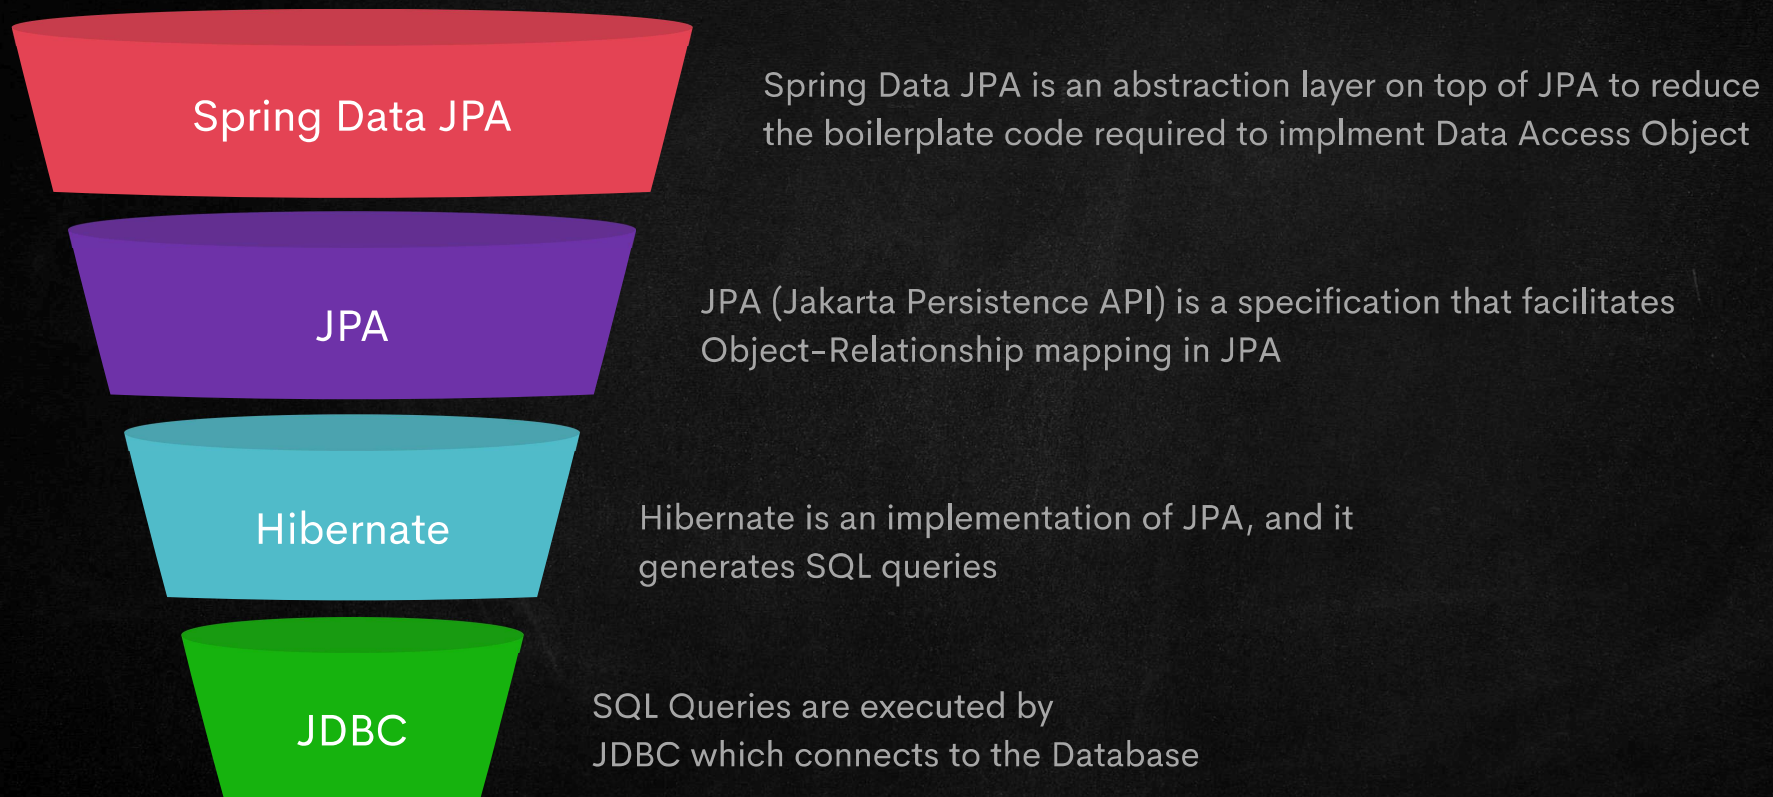 Spring Data JPA
Spring Data JPA is an abstraction layer on top of JPA to reduce
the boilerplate code required to implment Data Access Object
JPA
JPA (Jakarta Persistence API) is a specification that facilitates
Object-Relationship mapping in JPA
Hibernate
Hibernate is an implementation of JPA, and it
generates SQL queries
JDBC
SQL Queries are executed by
JDBC which connects to the Database